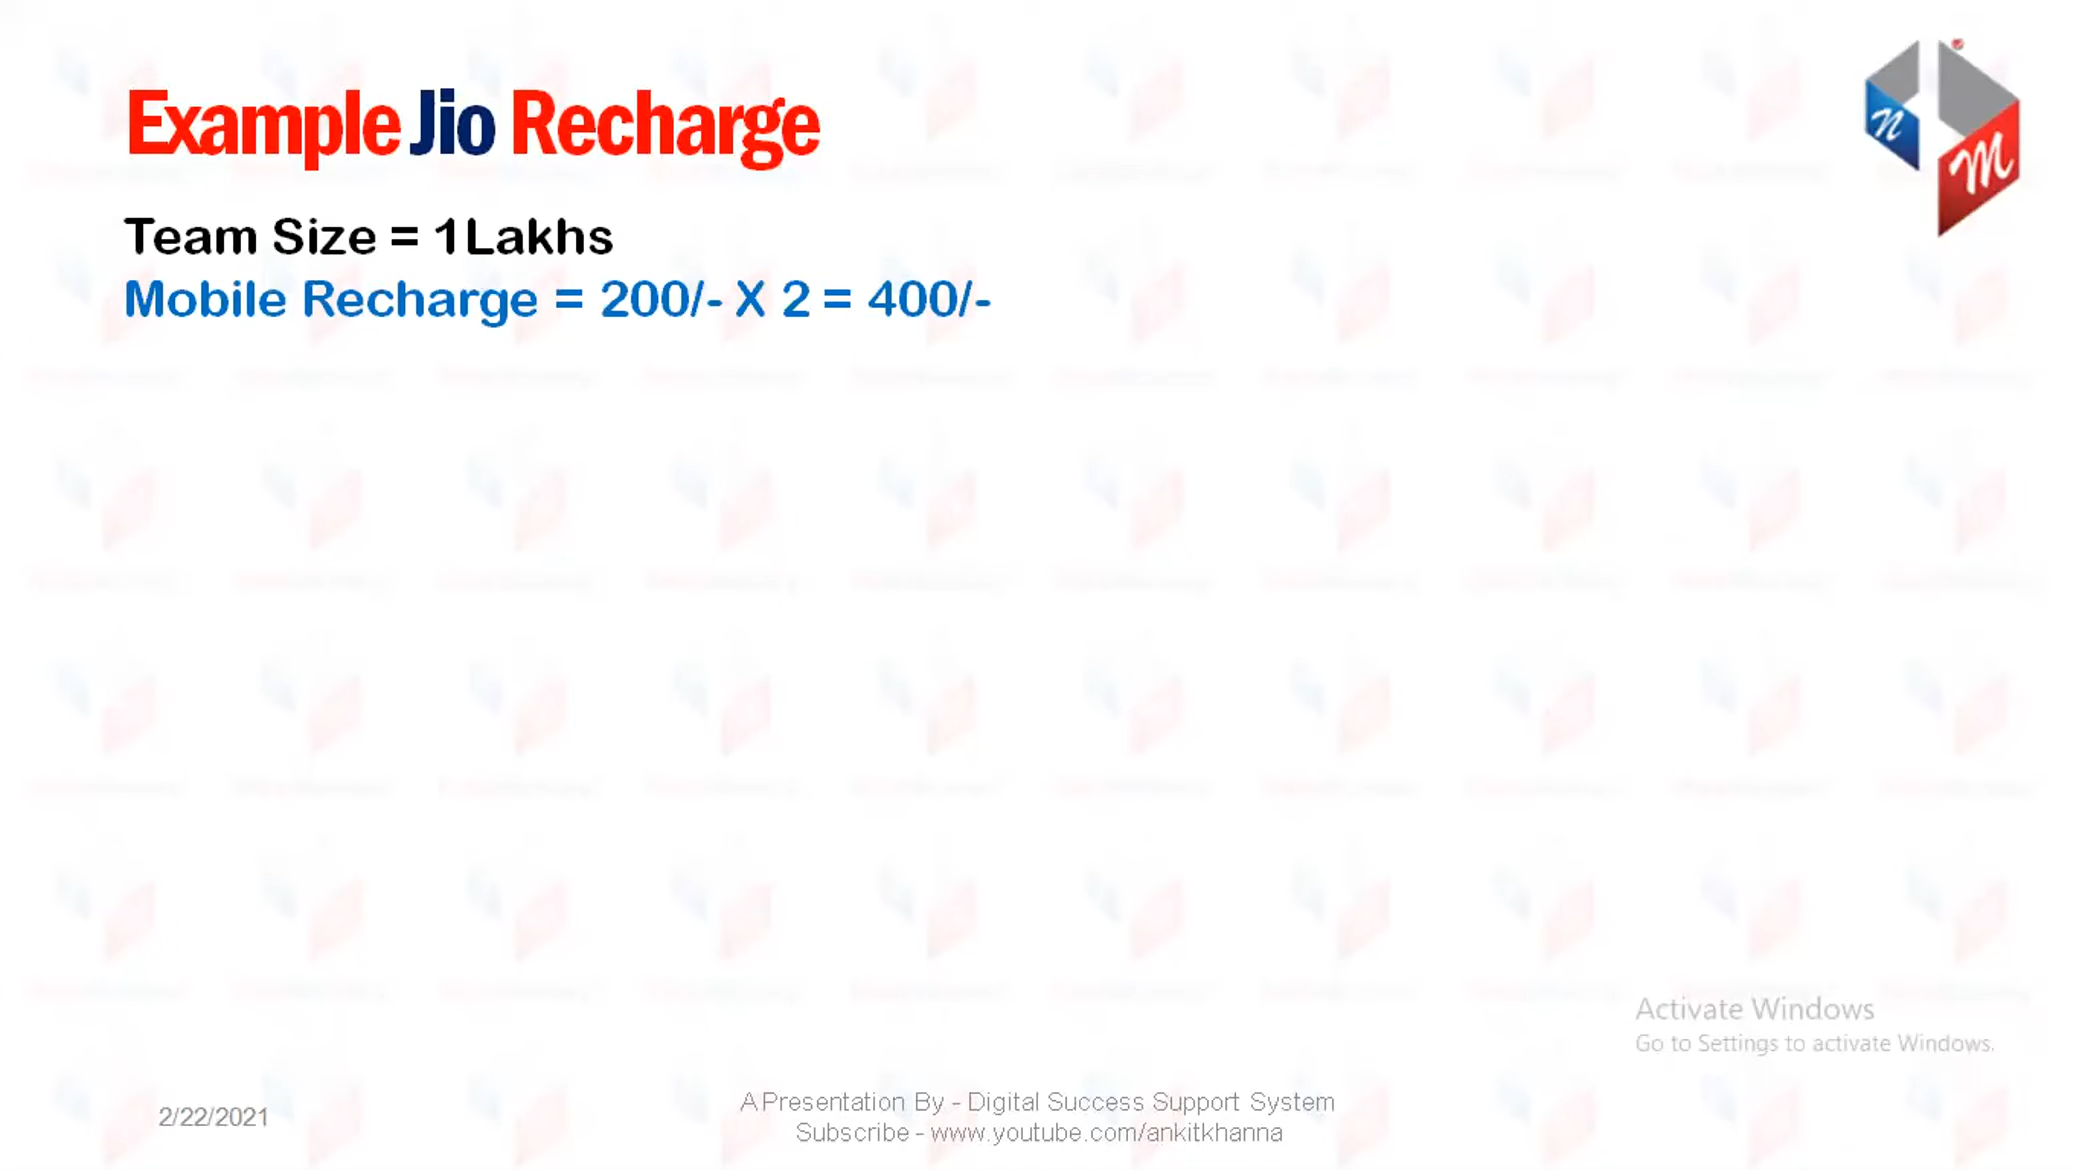 Example Jio Recharge
n
M
Team Size = 1Lakhs
Mobile Recharge = 200/- X 2 = 400/-
Activate Windows
Go to Settings to activate Windows.
2/22/2021
A Presentation By - Digital Success Support System
Subscribe - www.youtube.com/ankitkhanna